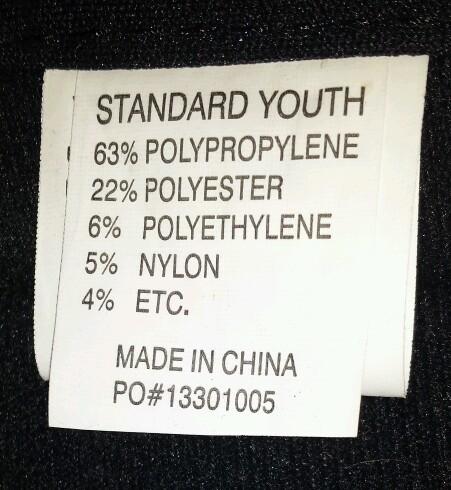 STANDARD YOUTH
63% POLYPROPYLENE
22% POLYESTER
6% POLYETHYLENE
5% NYLON
4% ETC.
MADE IN CHINA
PO#13301005